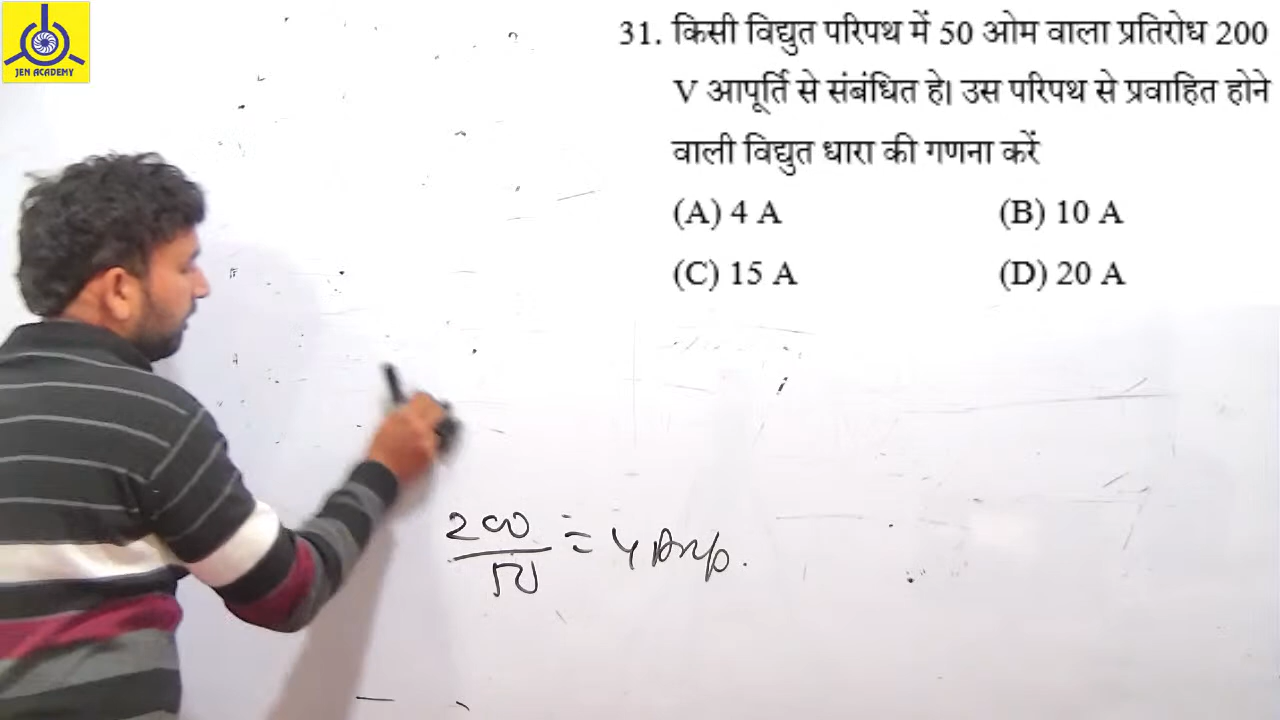 JEN ACADEMY
31. किसी विद्युत परिपथ में 50 ओम वाला प्रतिरोध 200
V आपूर्ति से संबंधित हे। उस परिपथ से प्रवाहित होने
वाली विद्युत धारा की गणना करें
(A) 4 A (B) 10 A
(C) 15 A (D) 20 A
200/50 = 4 Amp.